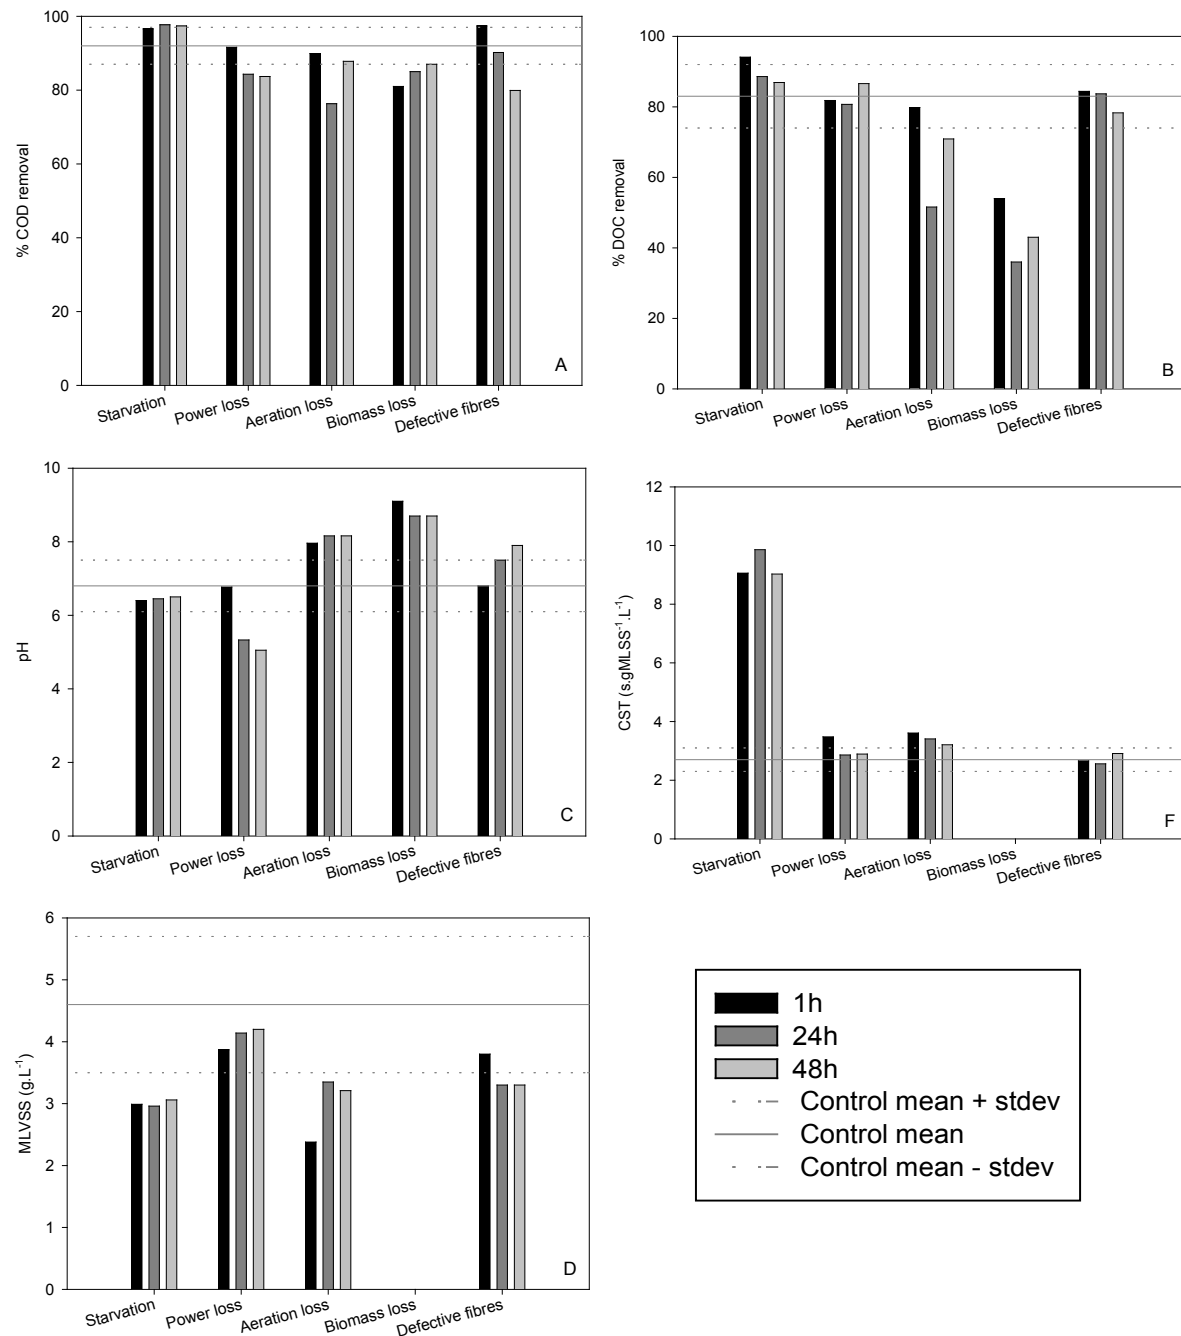 100
80
60
40
20
0
% COD removal
Starvation
Power loss
Aeration loss
Biomass loss
Defective fibres
A
100
80
60
40
20
0
% DOC removal
Starvation
Power loss
Aeration loss
Biomass loss
Defective fibres
B
10
8
6
4
2
0
pH
Starvation
Power loss
Aeration loss
Biomass loss
Defective fibres
C
12
10
8
6
4
2
0
CST (s.gMLSS⁻¹.L⁻¹)
Starvation
Power loss
Aeration loss
Biomass loss
Defective fibres
F
6
5
4
3
2
1
0
MLVSS (g.L⁻¹)
Starvation
Power loss
Aeration loss
Biomass loss
Defective fibres
D
1h
24h
48h
Control mean + stdev
Control mean
Control mean - stdev